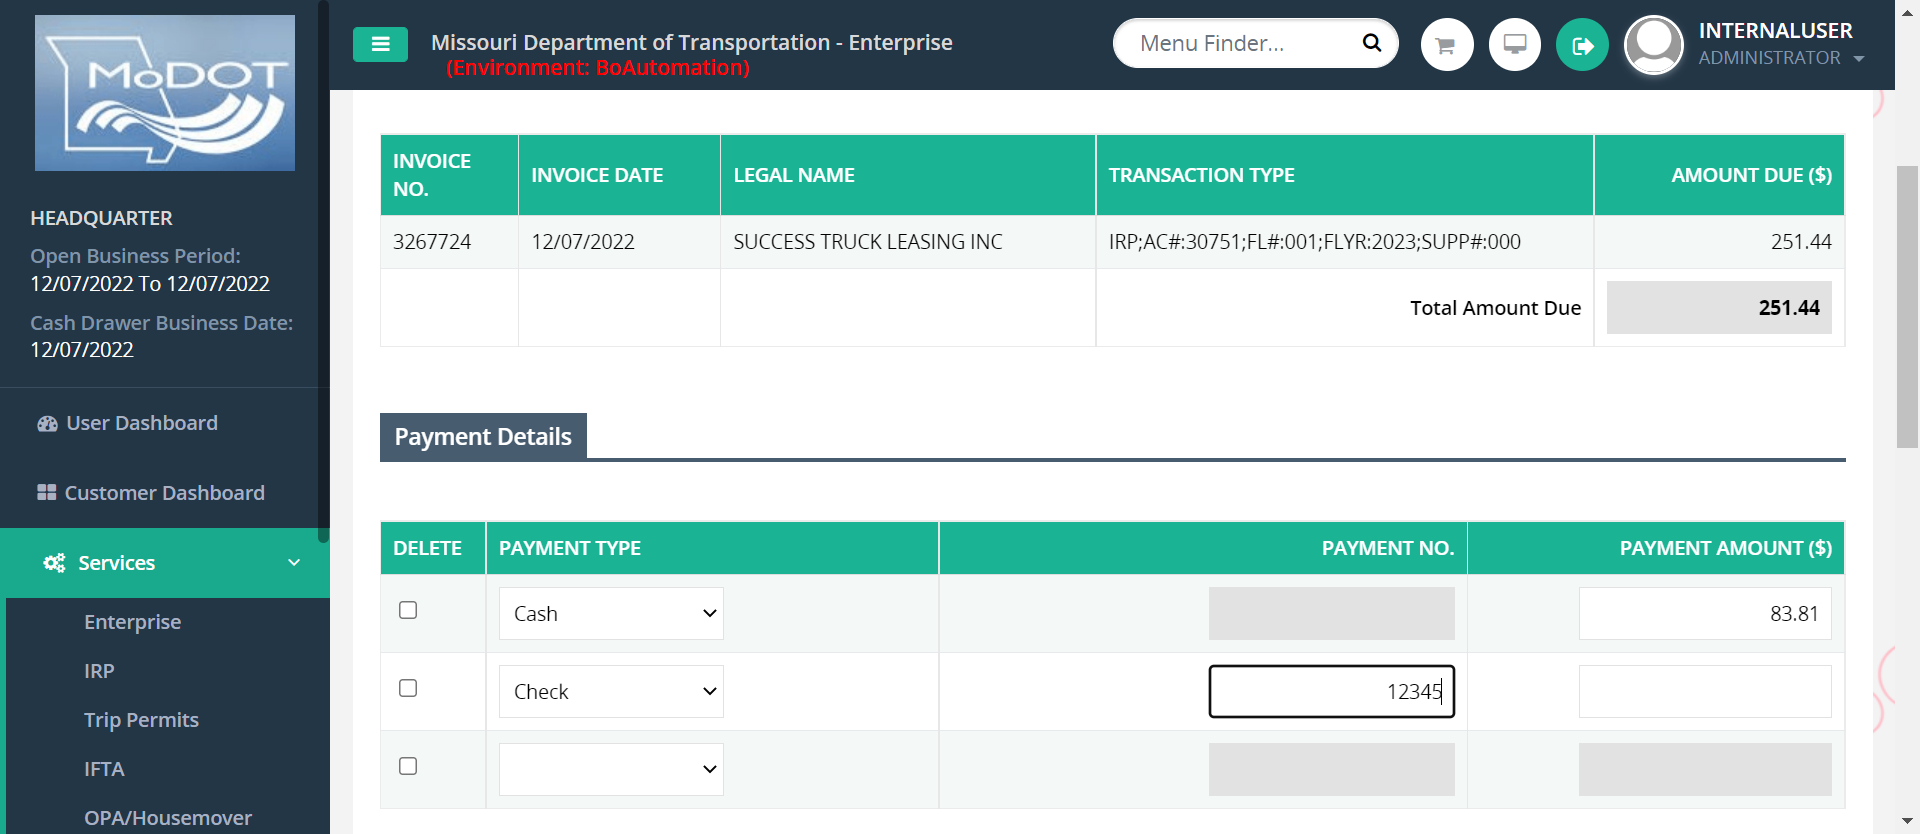 MoDOT
HEADQUARTER
Open Business Period:
12/07/2022 To 12/07/2022
Cash Drawer Business Date:
12/07/2022
User Dashboard
Customer Dashboard
Services
Enterprise
IRP
Trip Permits
IFTA
OPA/Housemover
Missouri Department of Transportation - Enterprise
(Environment: BoAutomation)
Menu Finder...
INTERNALUSER
ADMINISTRATOR
INVOICE NO. INVOICE DATE LEGAL NAME TRANSACTION TYPE AMOUNT DUE ($)
3267724 12/07/2022 SUCCESS TRUCK LEASING INC IRP;AC#:30751;FL#:001;FLYR:2023;SUPP#:000 251.44
Total Amount Due 251.44
Payment Details
DELETE PAYMENT TYPE PAYMENT NO. PAYMENT AMOUNT ($)
Cash 83.81
Check 12345